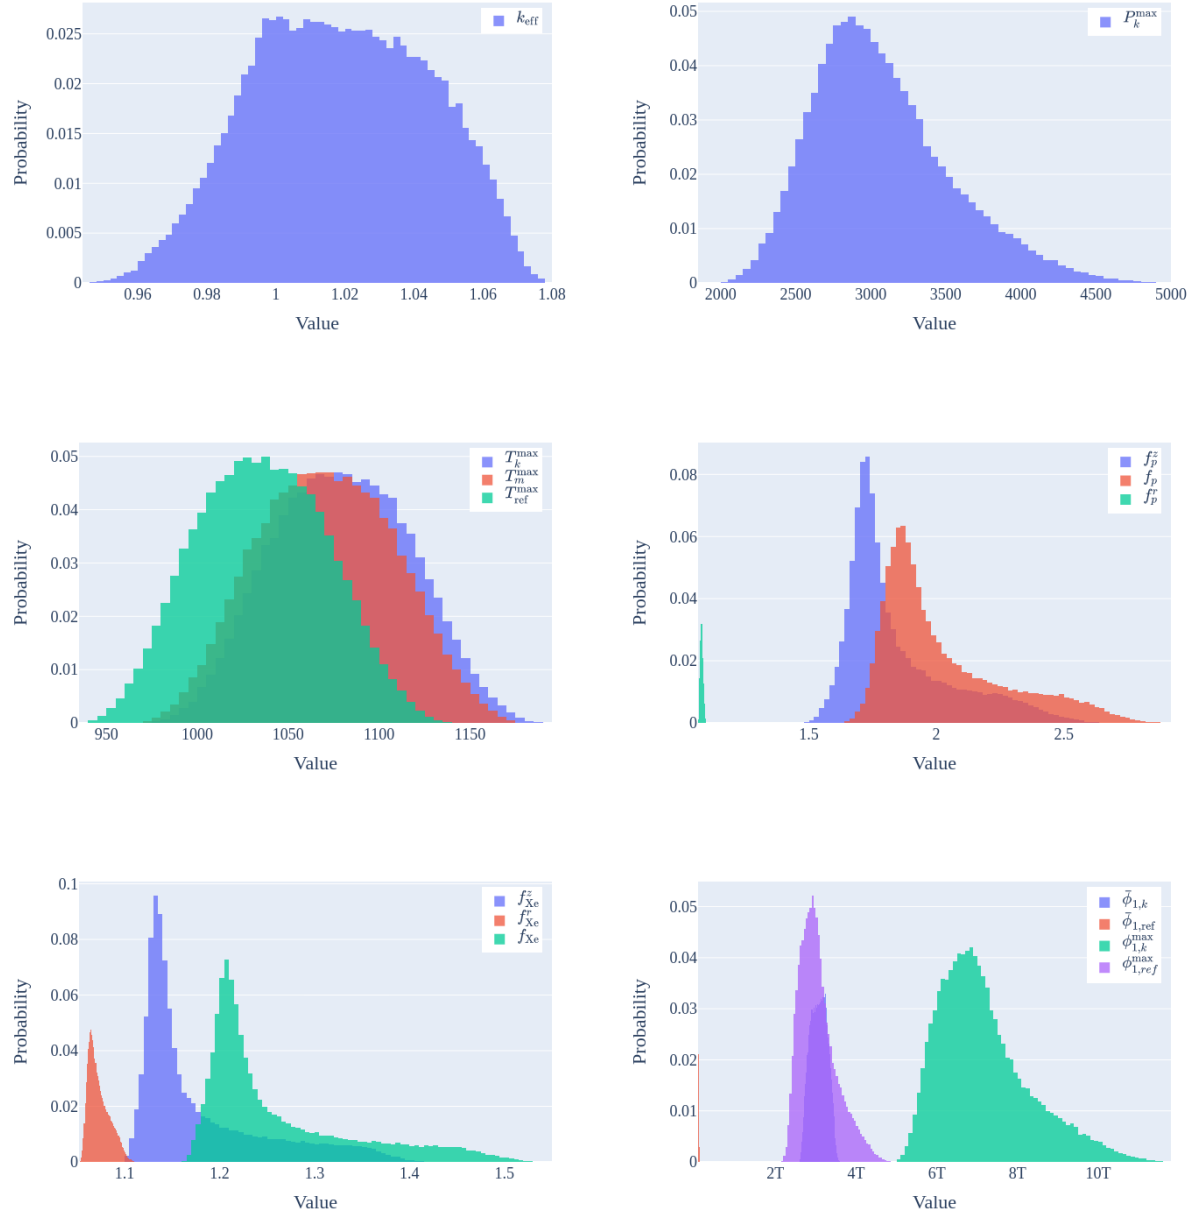 0.025
0.02
0.015
0.01
0.005
0
0.96
0.98
1
1.02
1.04
1.06
1.08
Value
Probability
k_eff
0.05
0.04
0.03
0.02
0.01
0
2000
2500
3000
3500
4000
4500
5000
Value
Probability
P_k^max
0.05
0.04
0.03
0.02
0.01
0
950
1000
1050
1100
1150
Value
Probability
T_k^max
T_m^max
T_ref^max
0.08
0.06
0.04
0.02
0
1.5
2
2.5
Value
Probability
f_p^z
f_p
f_p^r
0.1
0.08
0.06
0.04
0.02
0
1.1
1.2
1.3
1.4
1.5
Value
Probability
f_Xe^z
f_Xe^r
f_Xe
0.05
0.04
0.03
0.02
0.01
0
2T
4T
6T
8T
10T
Value
Probability
ϕ̄_1,k
ϕ̄_1,ref
ϕ_1,k^max
ϕ_1,ref^max